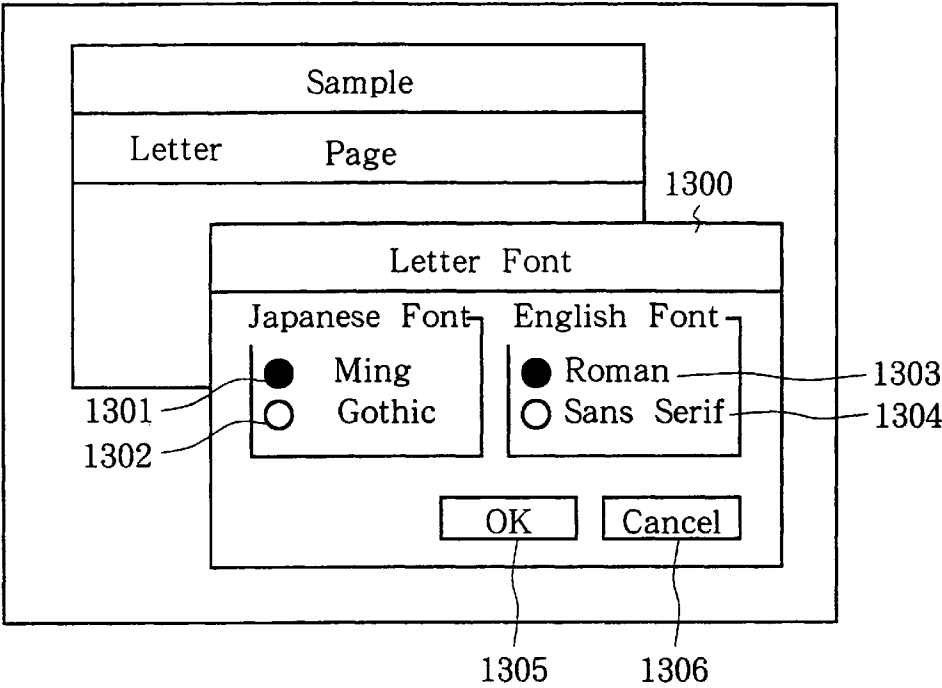 Sample
Letter Page
1300
Letter Font
Japanese Font English Font
Ming Roman 1303
1301 Gothic Sans Serif 1304
1302
OK Cancel
1305 1306